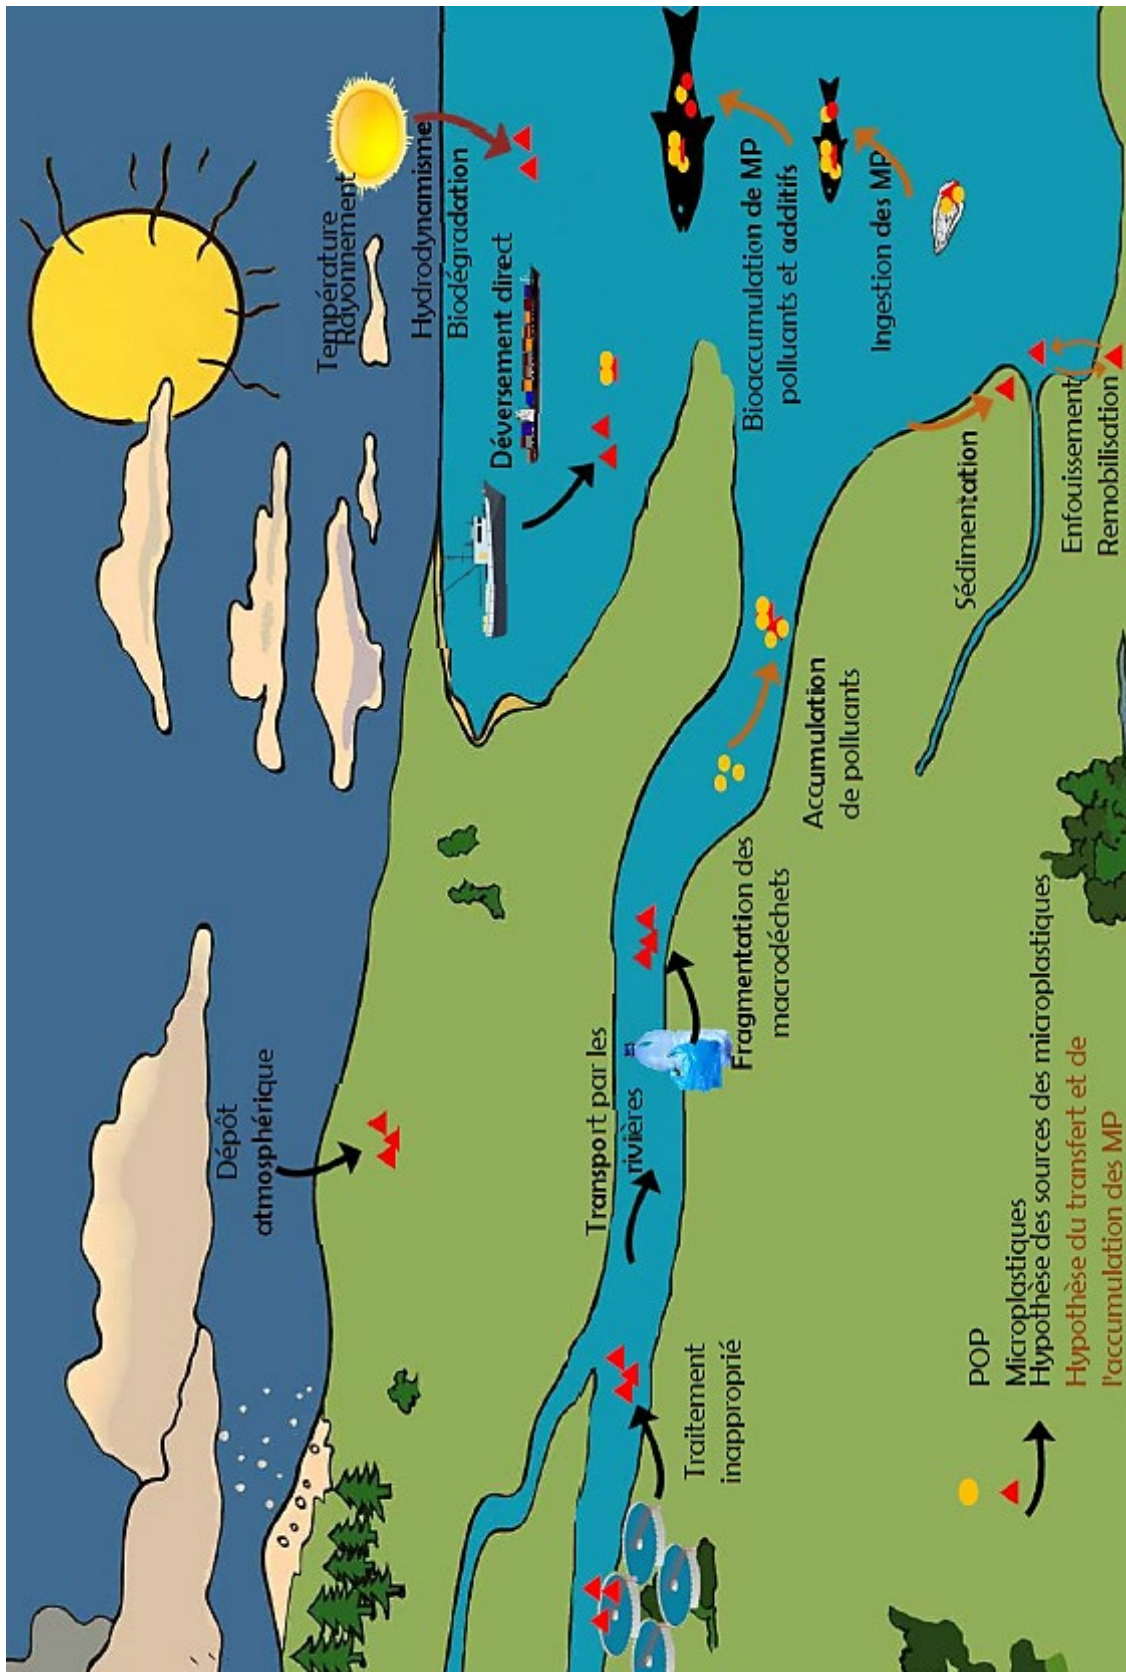 Dépôt
atmosphérique
Température
Rayonnement
Hydrodynamisme
Biodégradation
Déversement direct
Transport par les
rivières
Traitement
inapproprié
Fragmentation des
macrodéchets
Accumulation
de polluants
Bioaccumulation de MP
polluants et additifs
Ingestion des MP
Sédimentation
Enfouissement
Remobilisation
POP
Microplastiques
Hypothèse des sources des microplastiques
Hypothèse du transfert et de
l'accumulation des MP